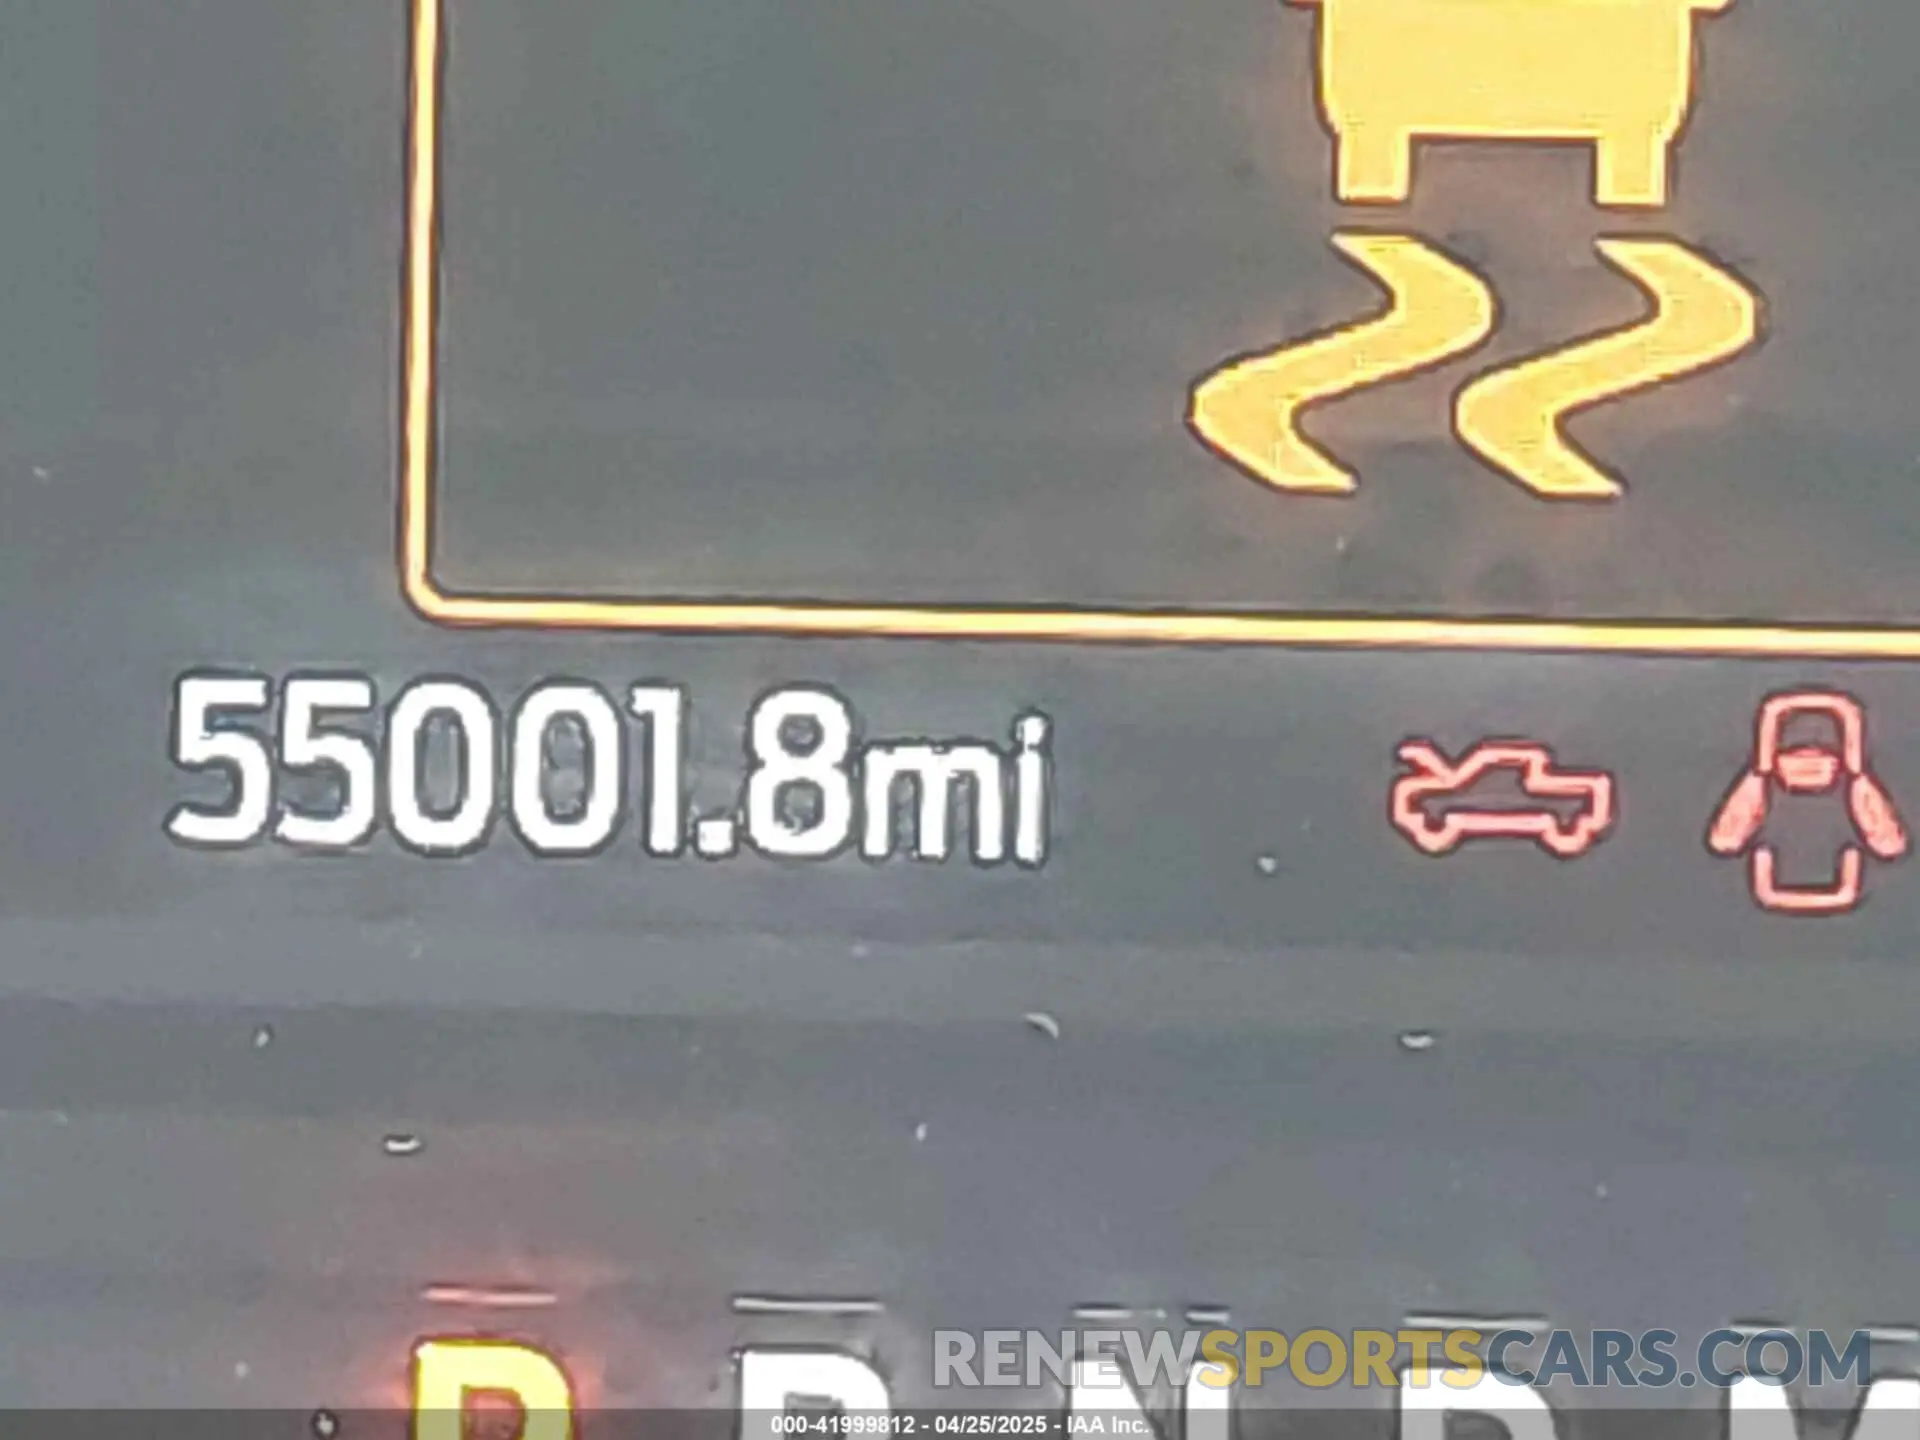 55001.8mi
P R N D M
RENEWSPORTSCARS.COM
000-41999812 - 04/25/2025 - IAA Inc.